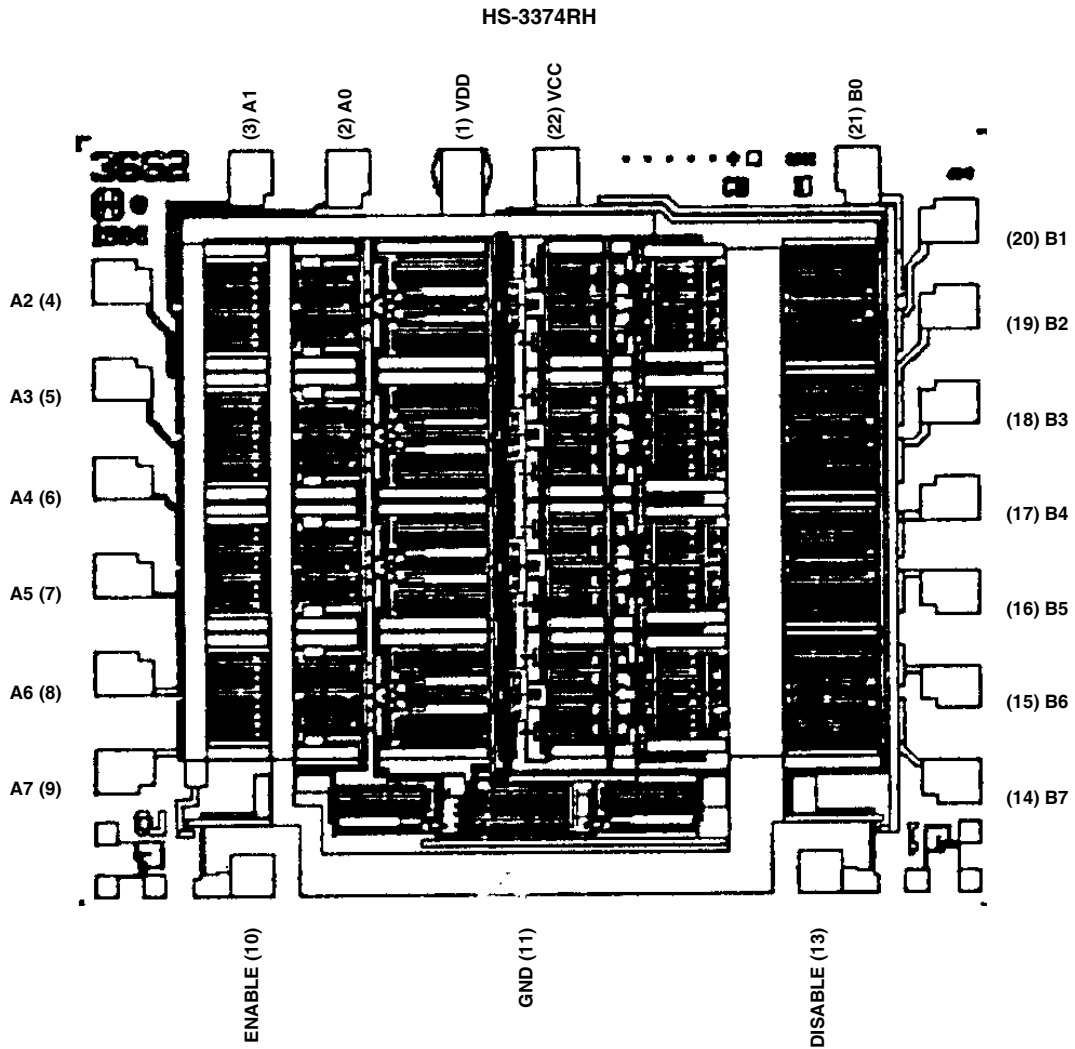 HS-3374RH
(3) A1
(2) A0
(1) VDD
(22) VCC
(21) B0
(20) B1
A2 (4)
(19) B2
A3 (5)
(18) B3
A4 (6)
(17) B4
A5 (7)
(16) B5
A6 (8)
(15) B6
A7 (9)
(14) B7
ENABLE (10)
GND (11)
DISABLE (13)